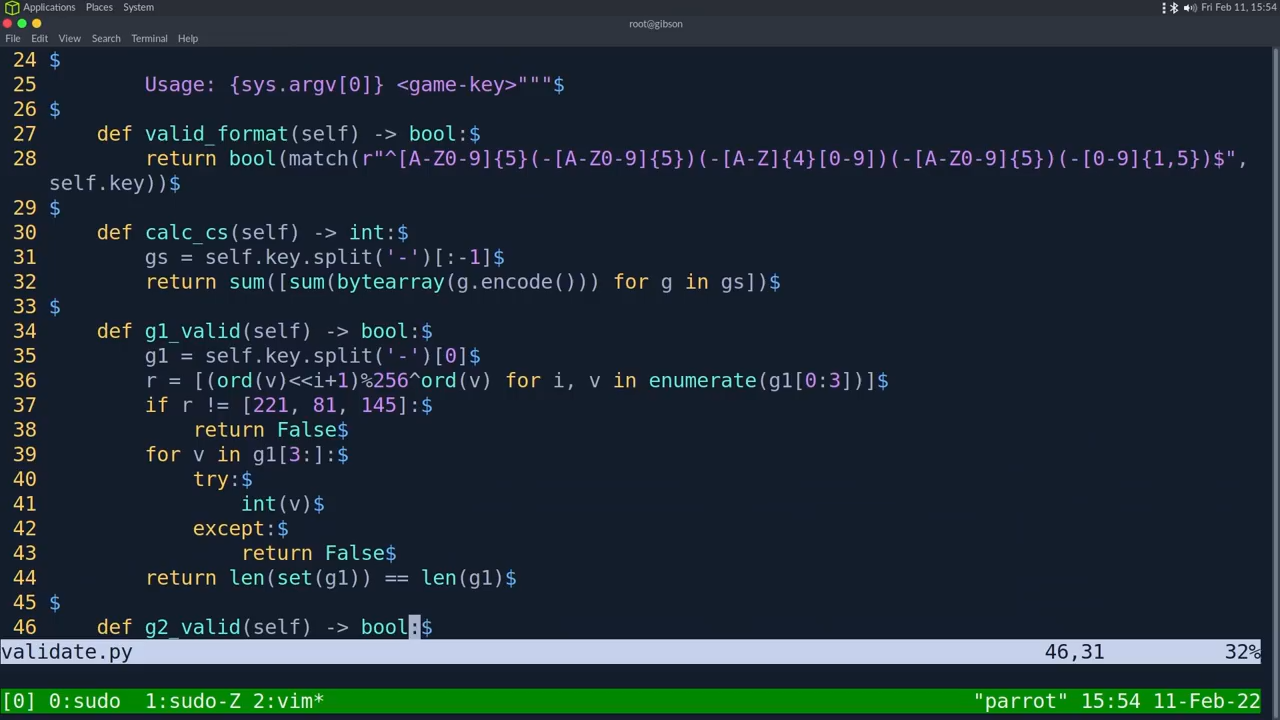 Applications Places System Fri Feb 11, 15:54
root@gibson
File Edit View Search Terminal Help
24 $
25         Usage: {sys.argv[0]} <game-key>"""$
26 $
27     def valid_format(self) -> bool:$
28         return bool(match(r"^[A-Z0-9]{5}(-[A-Z0-9]{5})(-[A-Z]{4}[0-9])(-[A-Z0-9]{5})(-[0-9]{1,5})$",
self.key))$
29 $
30     def calc_cs(self) -> int:$
31         gs = self.key.split('-')[:-1]$
32         return sum([sum(bytearray(g.encode())) for g in gs])$
33 $
34     def g1_valid(self) -> bool:$
35         g1 = self.key.split('-')[0]$
36         r = [(ord(v)<<i+1)%256^ord(v) for i, v in enumerate(g1[0:3])]$
37         if r != [221, 81, 145]:$
38             return False$
39         for v in g1[3:]:$
40             try:$
41                 int(v)$
42             except:$
43                 return False$
44         return len(set(g1)) == len(g1)$
45 $
46     def g2_valid(self) -> bool:$
validate.py 46,31 32%
[0] 0:sudo  1:sudo-Z 2:vim* "parrot" 15:54 11-Feb-22